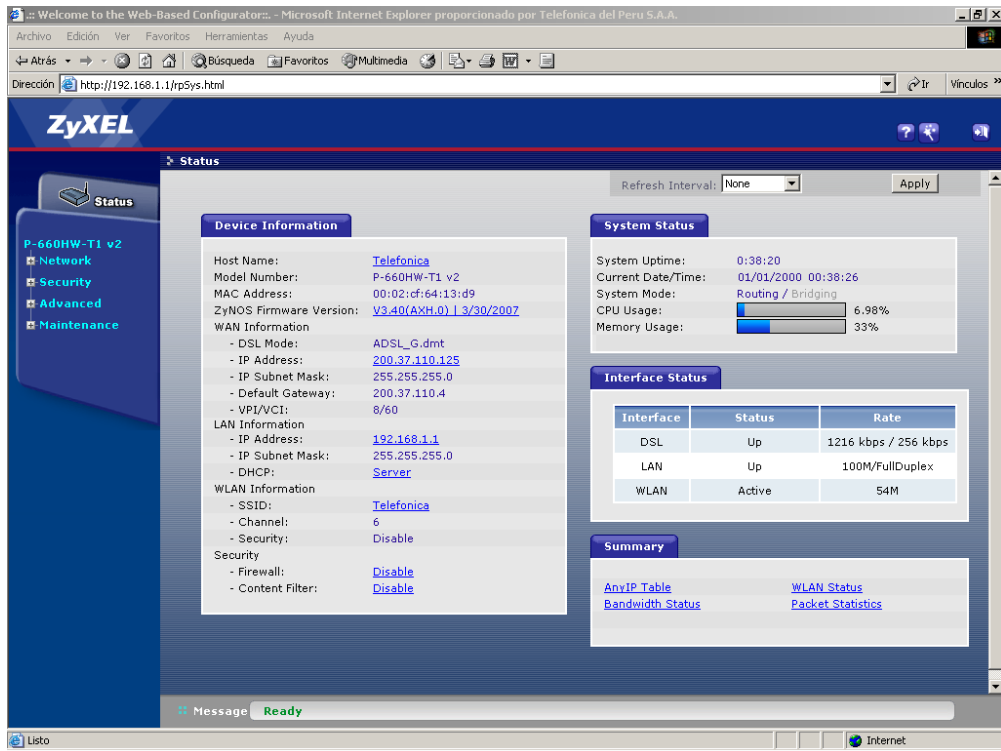 .:: Welcome to the Web-Based Configurator::. - Microsoft Internet Explorer proporcionado por Telefonica del Peru S.A.A.
Archivo Edición Ver Favoritos Herramientas Ayuda
Atrás Búsqueda Favoritos Multimedia
Dirección http://192.168.1.1/rpSys.html Ir Vínculos »
ZyXEL
Status
Refresh Interval: None Apply
Status
P-660HW-T1 v2
Network
Security
Advanced
Maintenance
Device Information
Host Name: Telefonica
Model Number: P-660HW-T1 v2
MAC Address: 00:02:cf:64:13:d9
ZyNOS Firmware Version: V3.40(AXH.0) | 3/30/2007
WAN Information
- DSL Mode: ADSL_G.dmt
- IP Address: 200.37.110.125
- IP Subnet Mask: 255.255.255.0
- Default Gateway: 200.37.110.4
- VPI/VCI: 8/60
LAN Information
- IP Address: 192.168.1.1
- IP Subnet Mask: 255.255.255.0
- DHCP: Server
WLAN Information
- SSID: Telefonica
- Channel: 6
- Security: Disable
Security
- Firewall: Disable
- Content Filter: Disable
System Status
System Uptime: 0:38:20
Current Date/Time: 01/01/2000 00:38:26
System Mode: Routing / Bridging
CPU Usage: 6.98%
Memory Usage: 33%
Interface Status
Interface Status Rate
DSL Up 1216 kbps / 256 kbps
LAN Up 100M/FullDuplex
WLAN Active 54M
Summary
AnyIP Table WLAN Status
Bandwidth Status Packet Statistics
Message Ready
Listo Internet